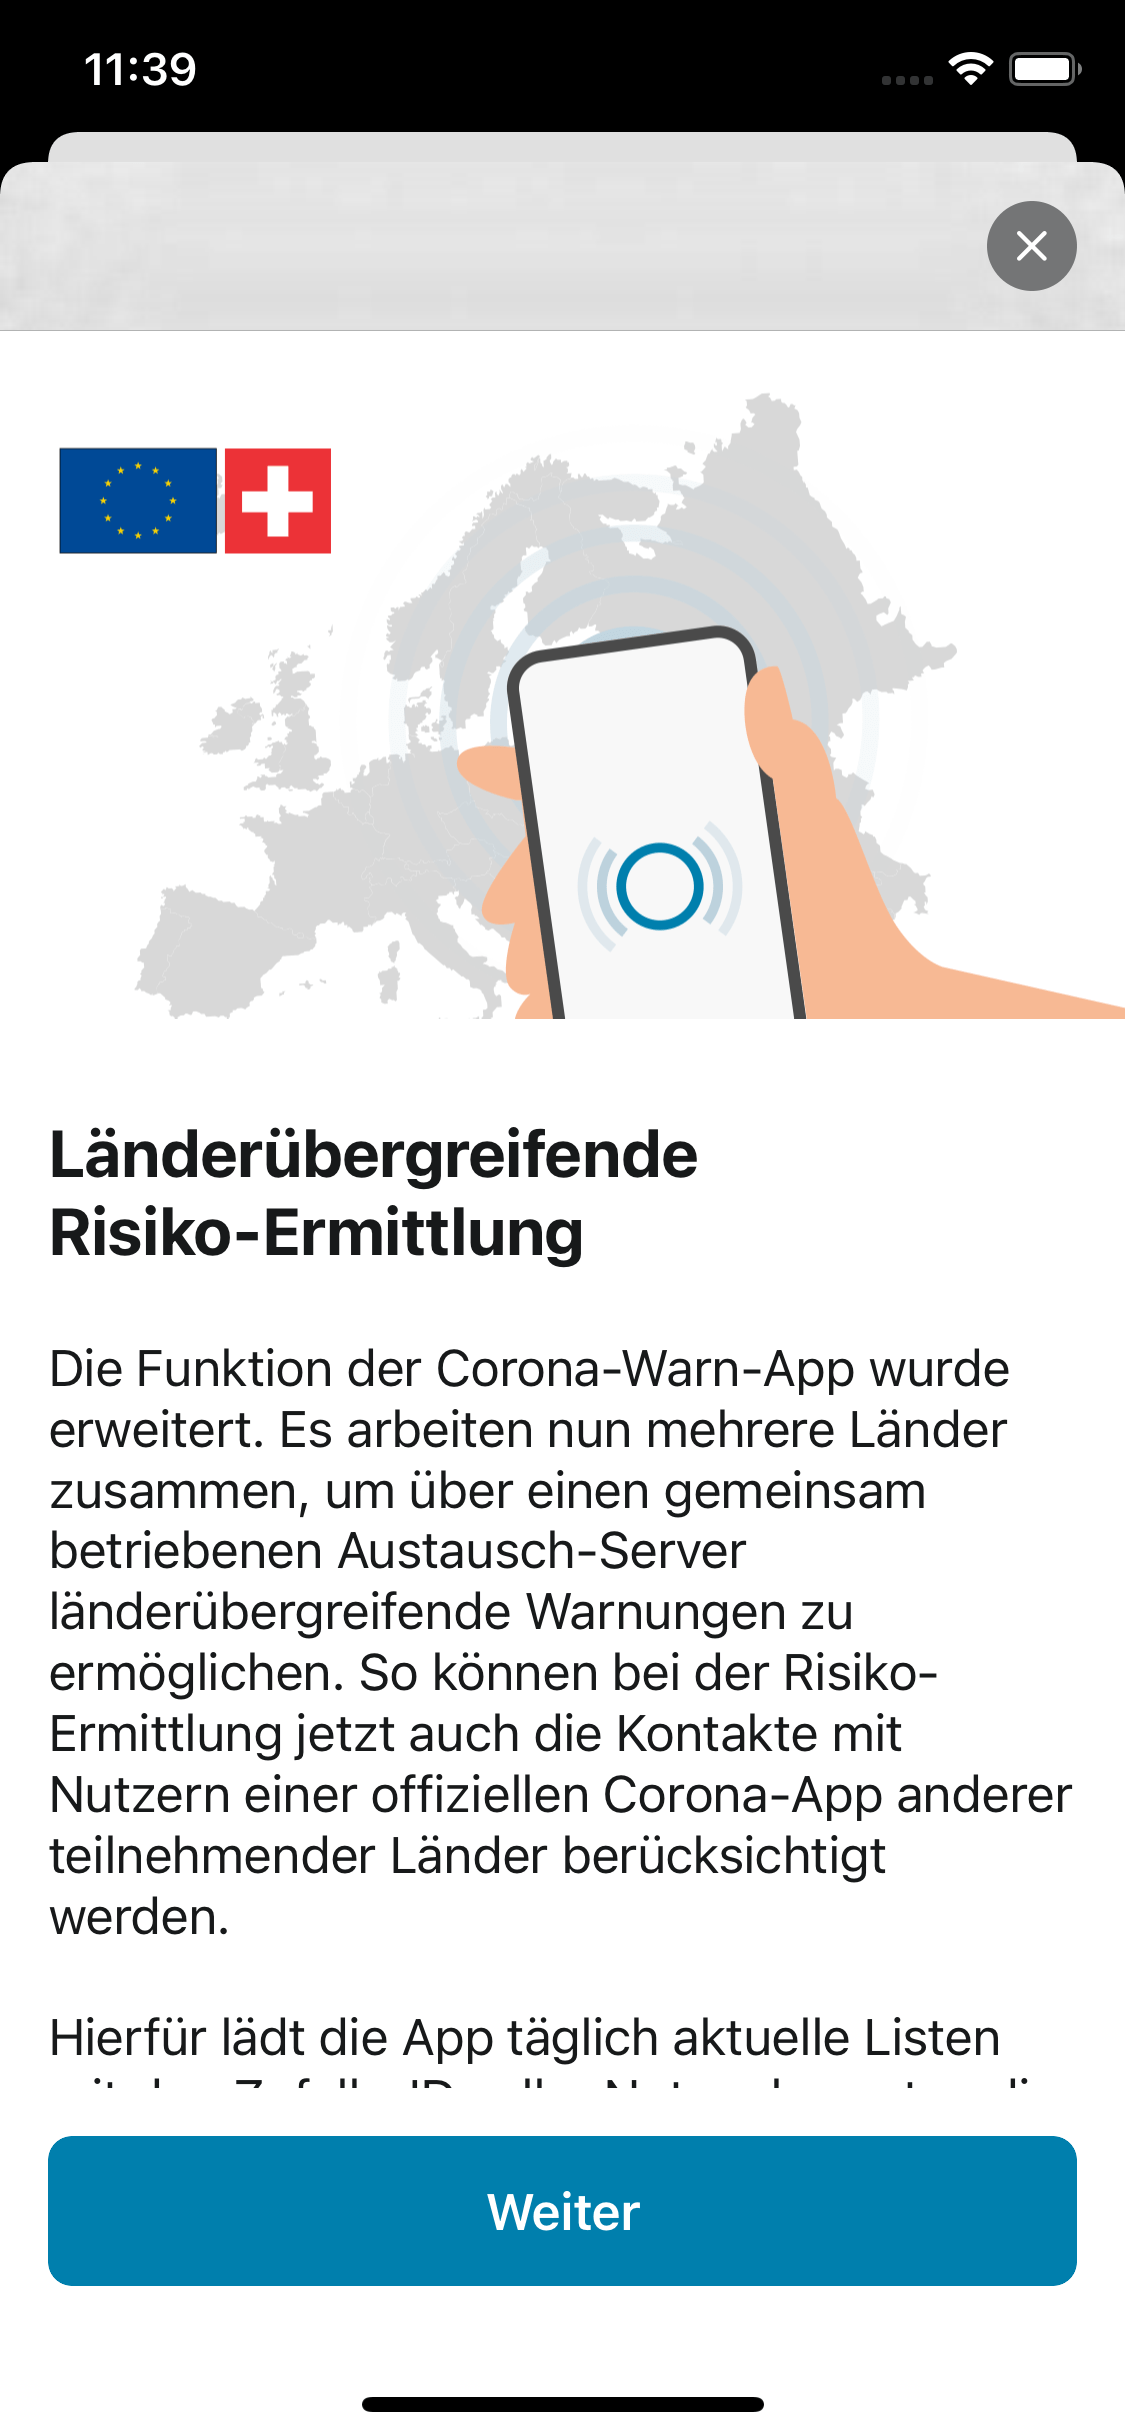 11:39
Länderübergreifende
Risiko-Ermittlung
Die Funktion der Corona-Warn-App wurde
erweitert. Es arbeiten nun mehrere Länder
zusammen, um über einen gemeinsam
betriebenen Austausch-Server
länderübergreifende Warnungen zu
ermöglichen. So können bei der Risiko-
Ermittlung jetzt auch die Kontakte mit
Nutzern einer offiziellen Corona-App anderer
teilnehmender Länder berücksichtigt
werden.
Hierfür lädt die App täglich aktuelle Listen
Weiter